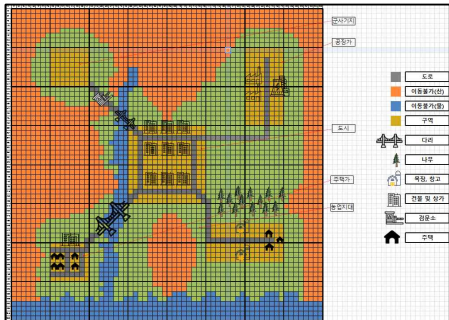 군사기지
공장가
도시
주택가
농업지대
도로
이동불가(산)
이동불가(물)
구역
다리
나무
목장, 창고
건물 및 상가
검문소
주택